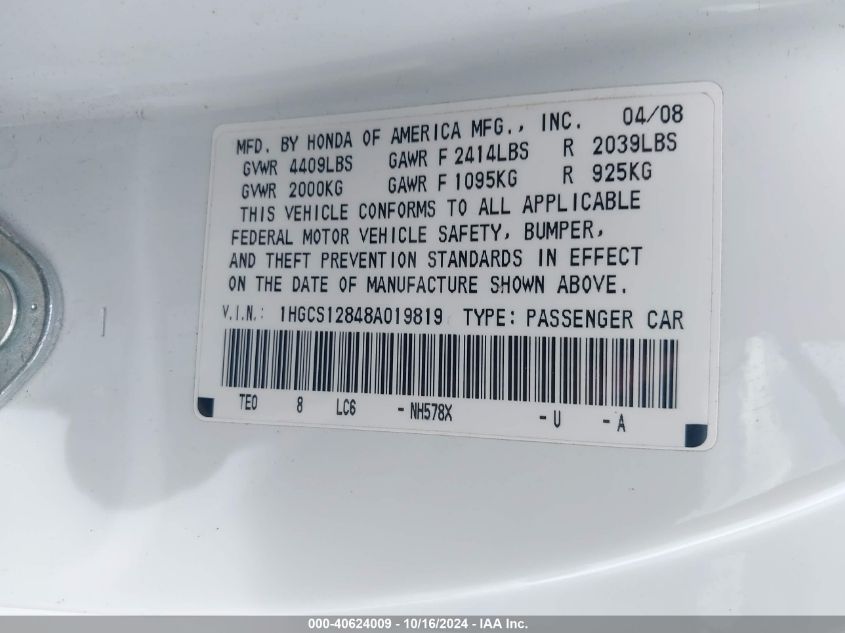 MFD. BY HONDA OF AMERICA MFG., INC. 04/08
GVWR 4409LBS GAWR F 2414LBS R 2039LBS
GVWR 2000KG GAWR F 1095KG R 925KG
THIS VEHICLE CONFORMS TO ALL APPLICABLE
FEDERAL MOTOR VEHICLE SAFETY, BUMPER,
AND THEFT PREVENTION STANDARDS IN EFFECT
ON THE DATE OF MANUFACTURE SHOWN ABOVE.
V.I.N.: 1HGCS12848A019819 TYPE: PASSENGER CAR
TE0 8 LC6 -NH578X -U -A
000-40624009 - 10/16/2024 - IAA Inc.